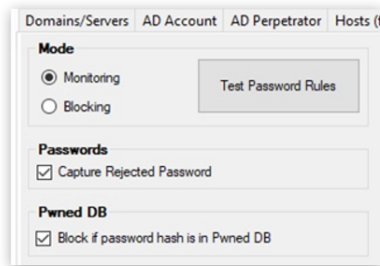 Domains/Servers AD Account AD Perpetrator Hosts (
Mode
Monitoring
Test Password Rules
Blocking
Passwords
Capture Rejected Password
Pwned DB
Block if password hash is in Pwned DB